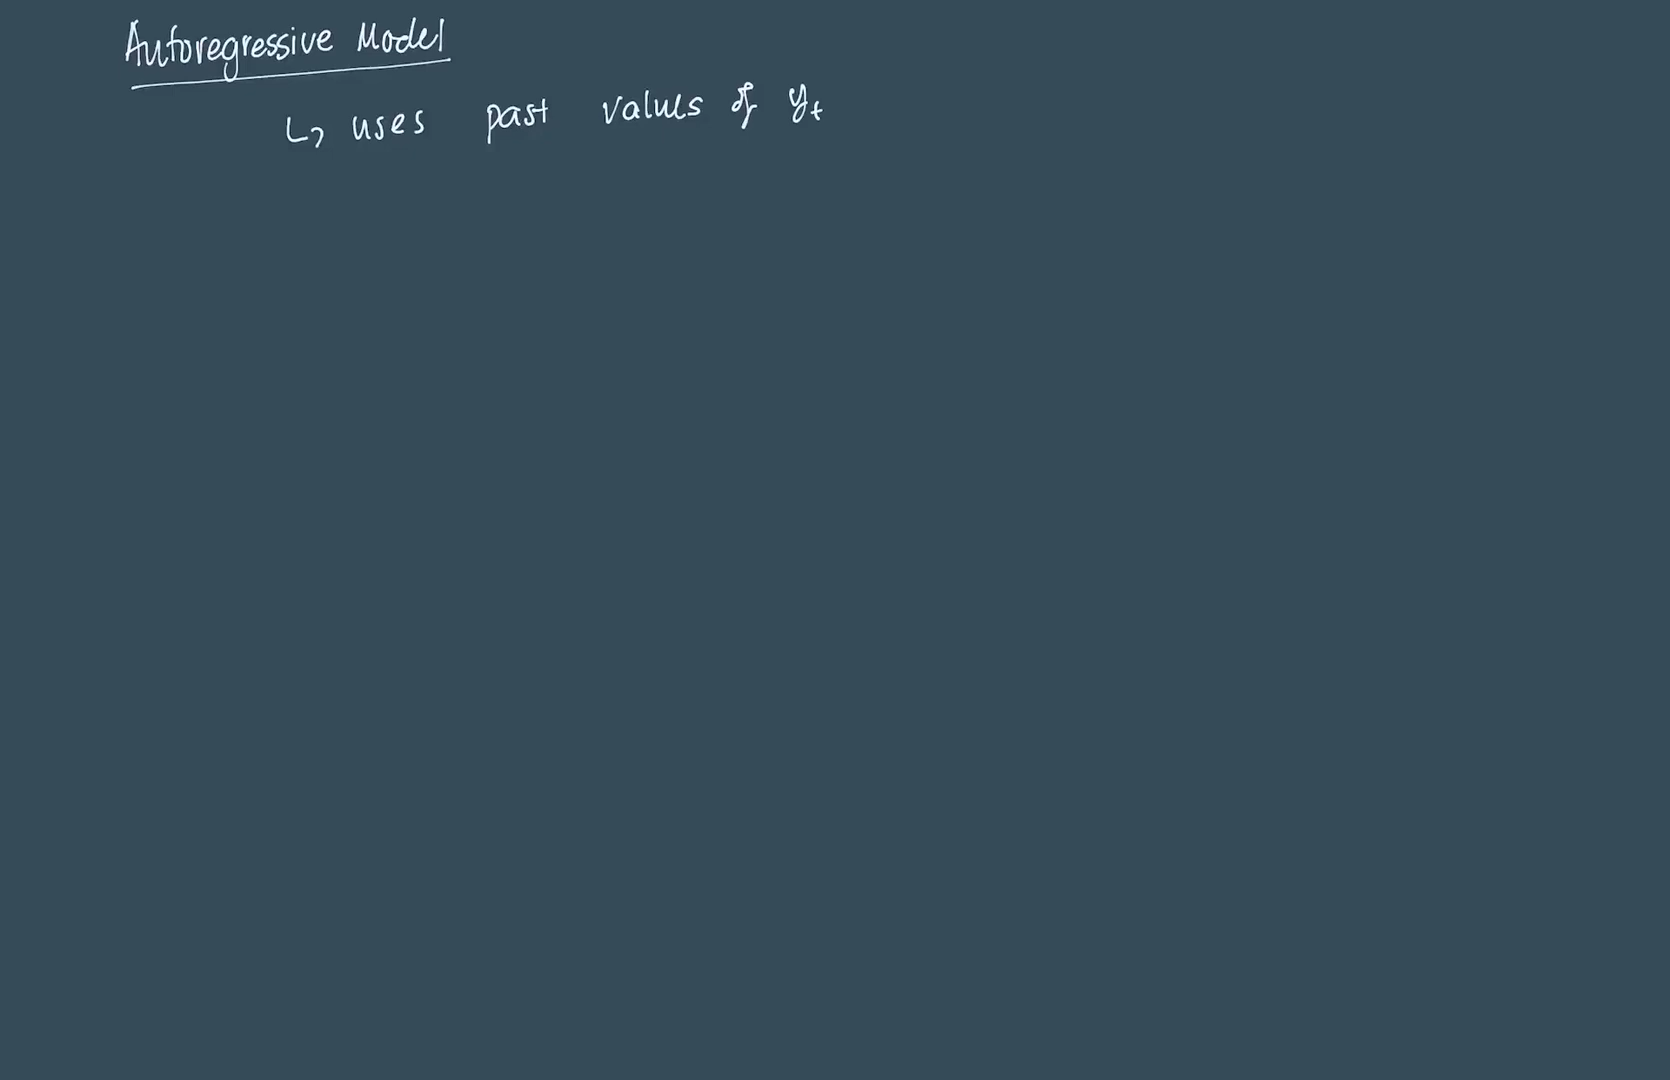 Autoregressive Model
↳ uses past values of yₜ